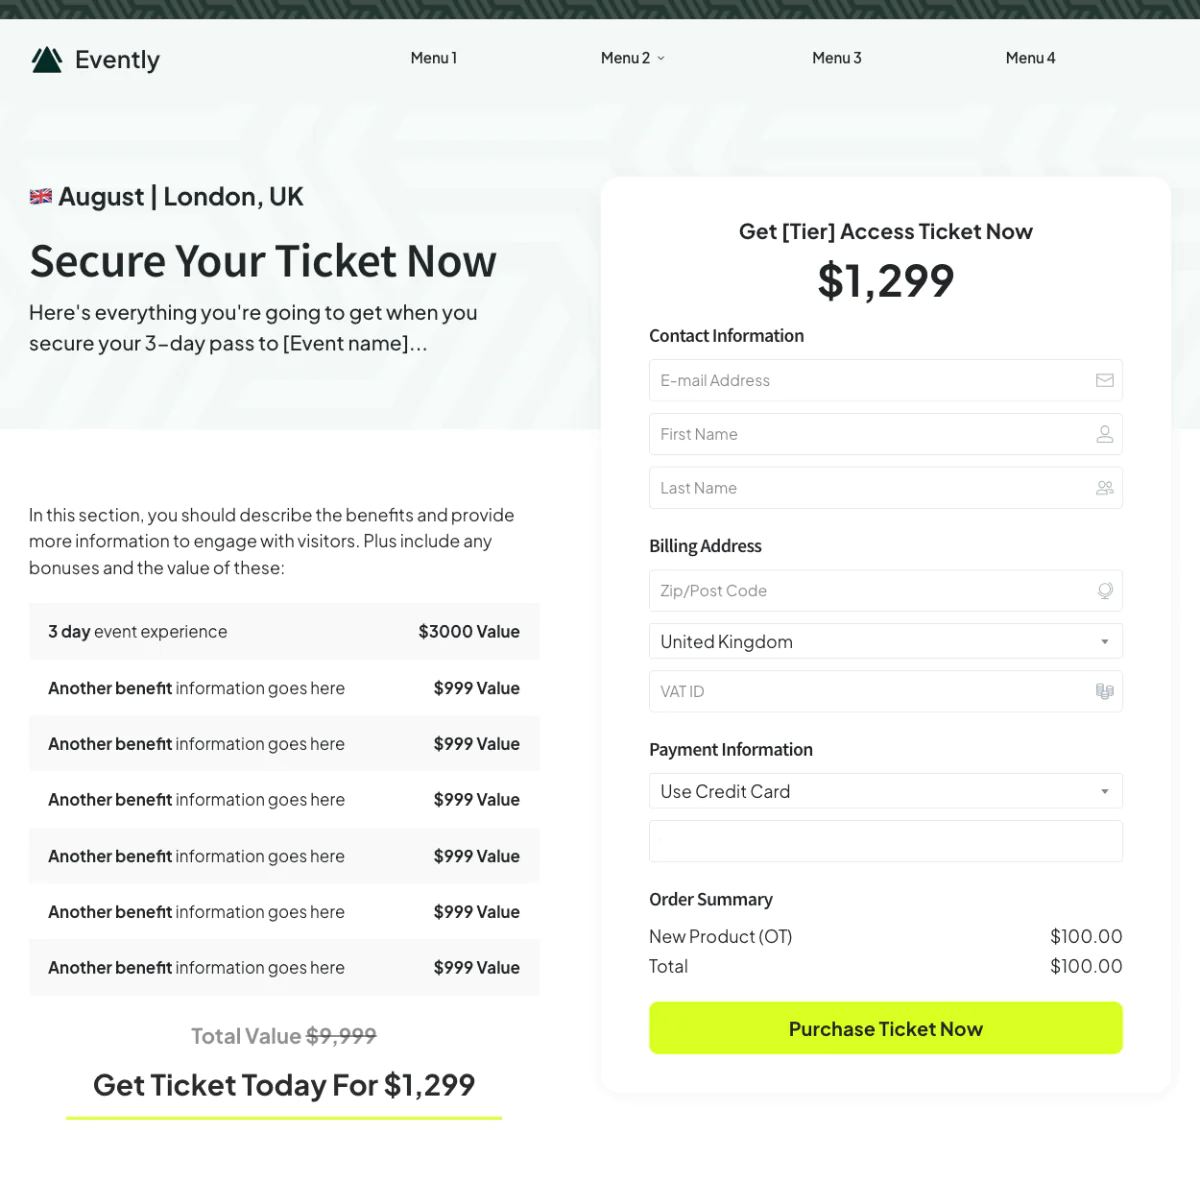 Evently
Menu 1
Menu 2
Menu 3
Menu 4
August | London, UK
Secure Your Ticket Now
Here's everything you're going to get when you
secure your 3-day pass to [Event name]...
In this section, you should describe the benefits and provide
more information to engage with visitors. Plus include any
bonuses and the value of these:
3 day event experience $3000 Value
Another benefit information goes here $999 Value
Another benefit information goes here $999 Value
Another benefit information goes here $999 Value
Another benefit information goes here $999 Value
Another benefit information goes here $999 Value
Another benefit information goes here $999 Value
Total Value $9,999
Get Ticket Today For $1,299
Get [Tier] Access Ticket Now
$1,299
Contact Information
E-mail Address
First Name
Last Name
Billing Address
Zip/Post Code
United Kingdom
VAT ID
Payment Information
Use Credit Card
Order Summary
New Product (OT) $100.00
Total $100.00
Purchase Ticket Now